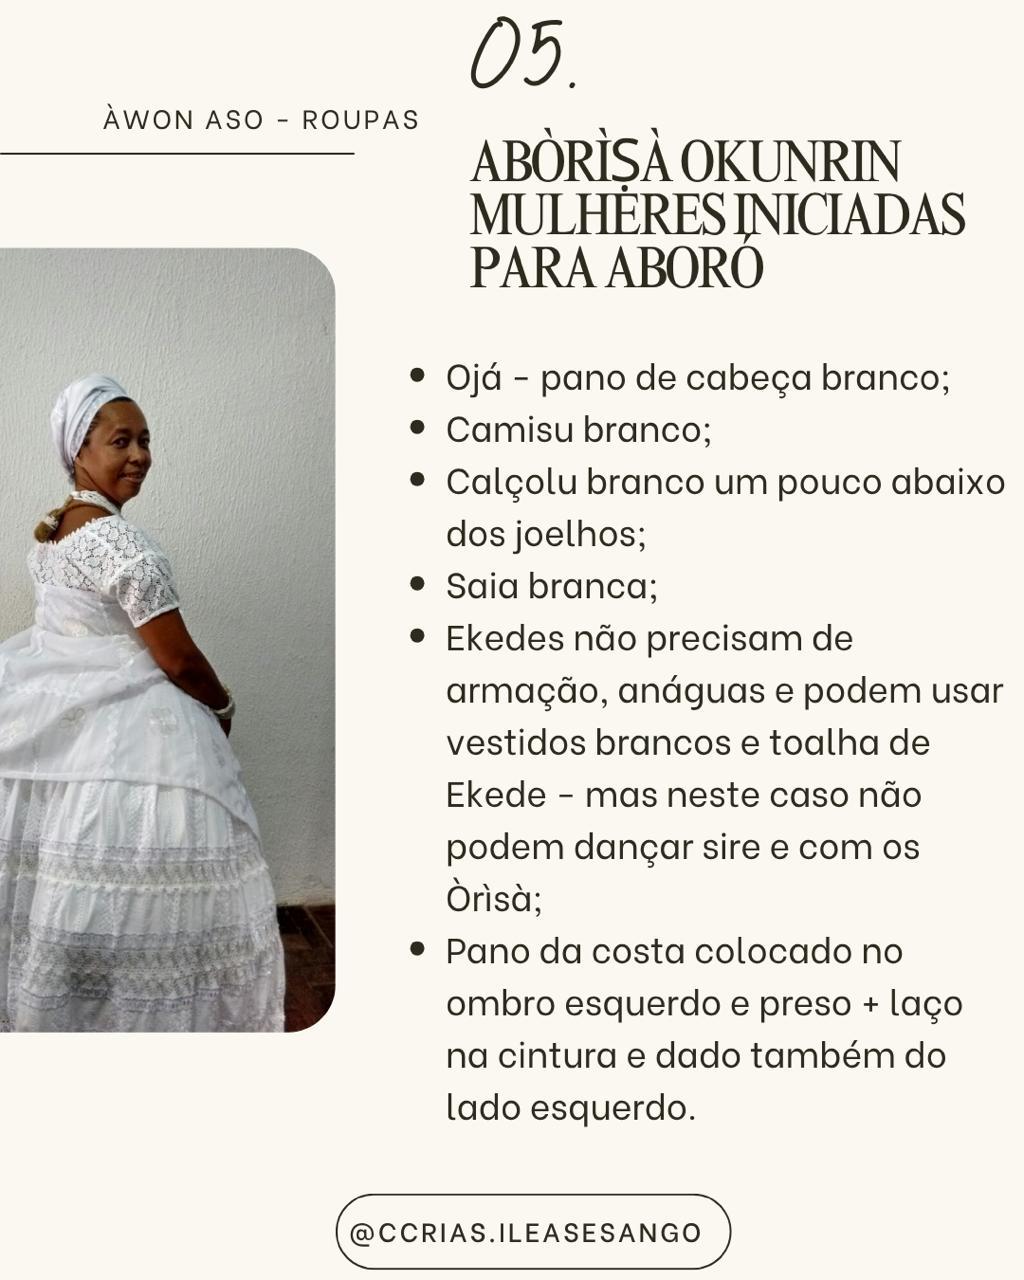 05.
ÀWON ASO - ROUPAS
ABÒRÌṢÀ OKUNRIN
MULHERES INICIADAS
PARA ABORÓ
• Ojá - pano de cabeça branco;
• Camisu branco;
• Calçolu branco um pouco abaixo
dos joelhos;
• Saia branca;
• Ekedes não precisam de
armação, anáguas e podem usar
vestidos brancos e toalha de
Ekede - mas neste caso não
podem dançar sire e com os
Òrìsà;
• Pano da costa colocado no
ombro esquerdo e preso + laço
na cintura e dado também do
lado esquerdo.
@CCRIAS.ILEASESANGO